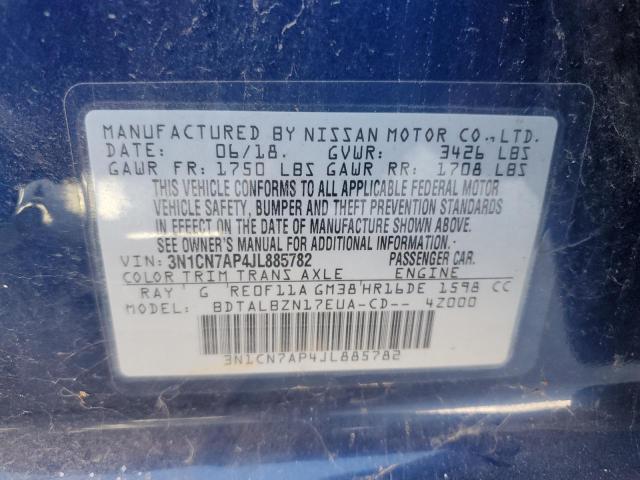 MANUFACTURED BY NISSAN MOTOR CO., LTD.
DATE: 06/18. GVWR: 3426 LBS
GAWR FR: 1750 LBS GAWR RR: 1708 LBS
THIS VEHICLE CONFORMS TO ALL APPLICABLE FEDERAL MOTOR
VEHICLE SAFETY, BUMPER AND THEFT PREVENTION STANDARDS
IN EFFECT ON THE DATE OF MANUFACTURE SHOWN ABOVE.
SEE OWNER'S MANUAL FOR ADDITIONAL INFORMATION.
VIN: 3N1CN7AP4JL885782 PASSENGER CAR.
COLOR TRIM TRANS AXLE ENGINE
RAY G RE0F11A GM38 HR16DE 1598 CC
MODEL: BDTALBZN17EUA-CD-- 4Z000
3N1CN7AP4JL885782